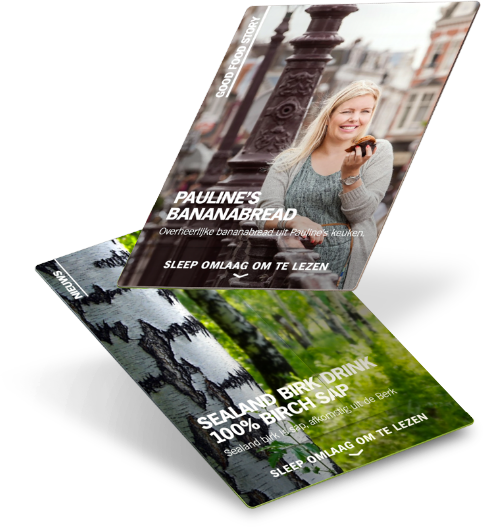 GOOD FOOD STORY
PAULINE'S
BANANABREAD
Overheerlijke bananabread uit Pauline's keuken.
SLEEP OMLAAG OM TE LEZEN
NIEUWS
SEALAND BIRK DRINK
100% BIRCH SAP
Sealand birk is sap, afkomstig uit de Berk
SLEEP OMLAAG OM TE LEZEN